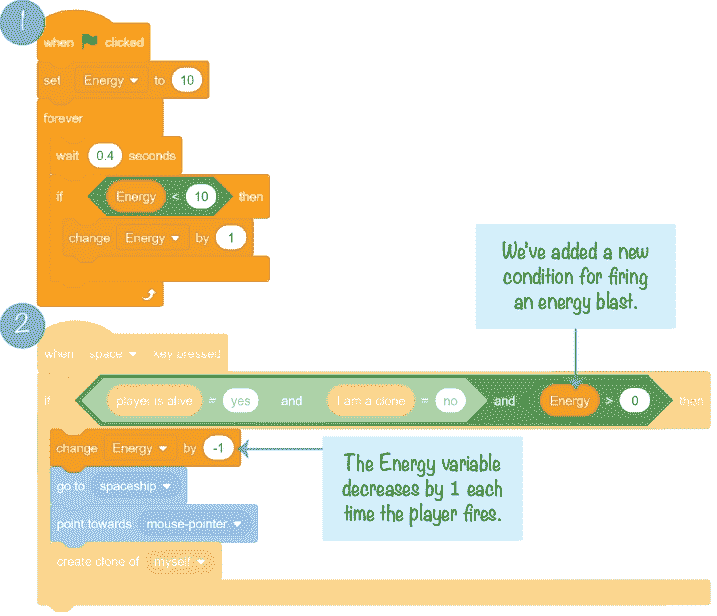 1
when clicked
set Energy to 10
forever
wait 0.4 seconds
if Energy < 10 then
change Energy by 1
We've added a new
condition for firing
an energy blast.
2
when space key pressed
if player is alive = yes and I am a clone = no and Energy > 0 then
change Energy by -1
The Energy variable
decreases by 1 each
time the player fires.
go to spaceship
point towards mouse-pointer
create clone of myself